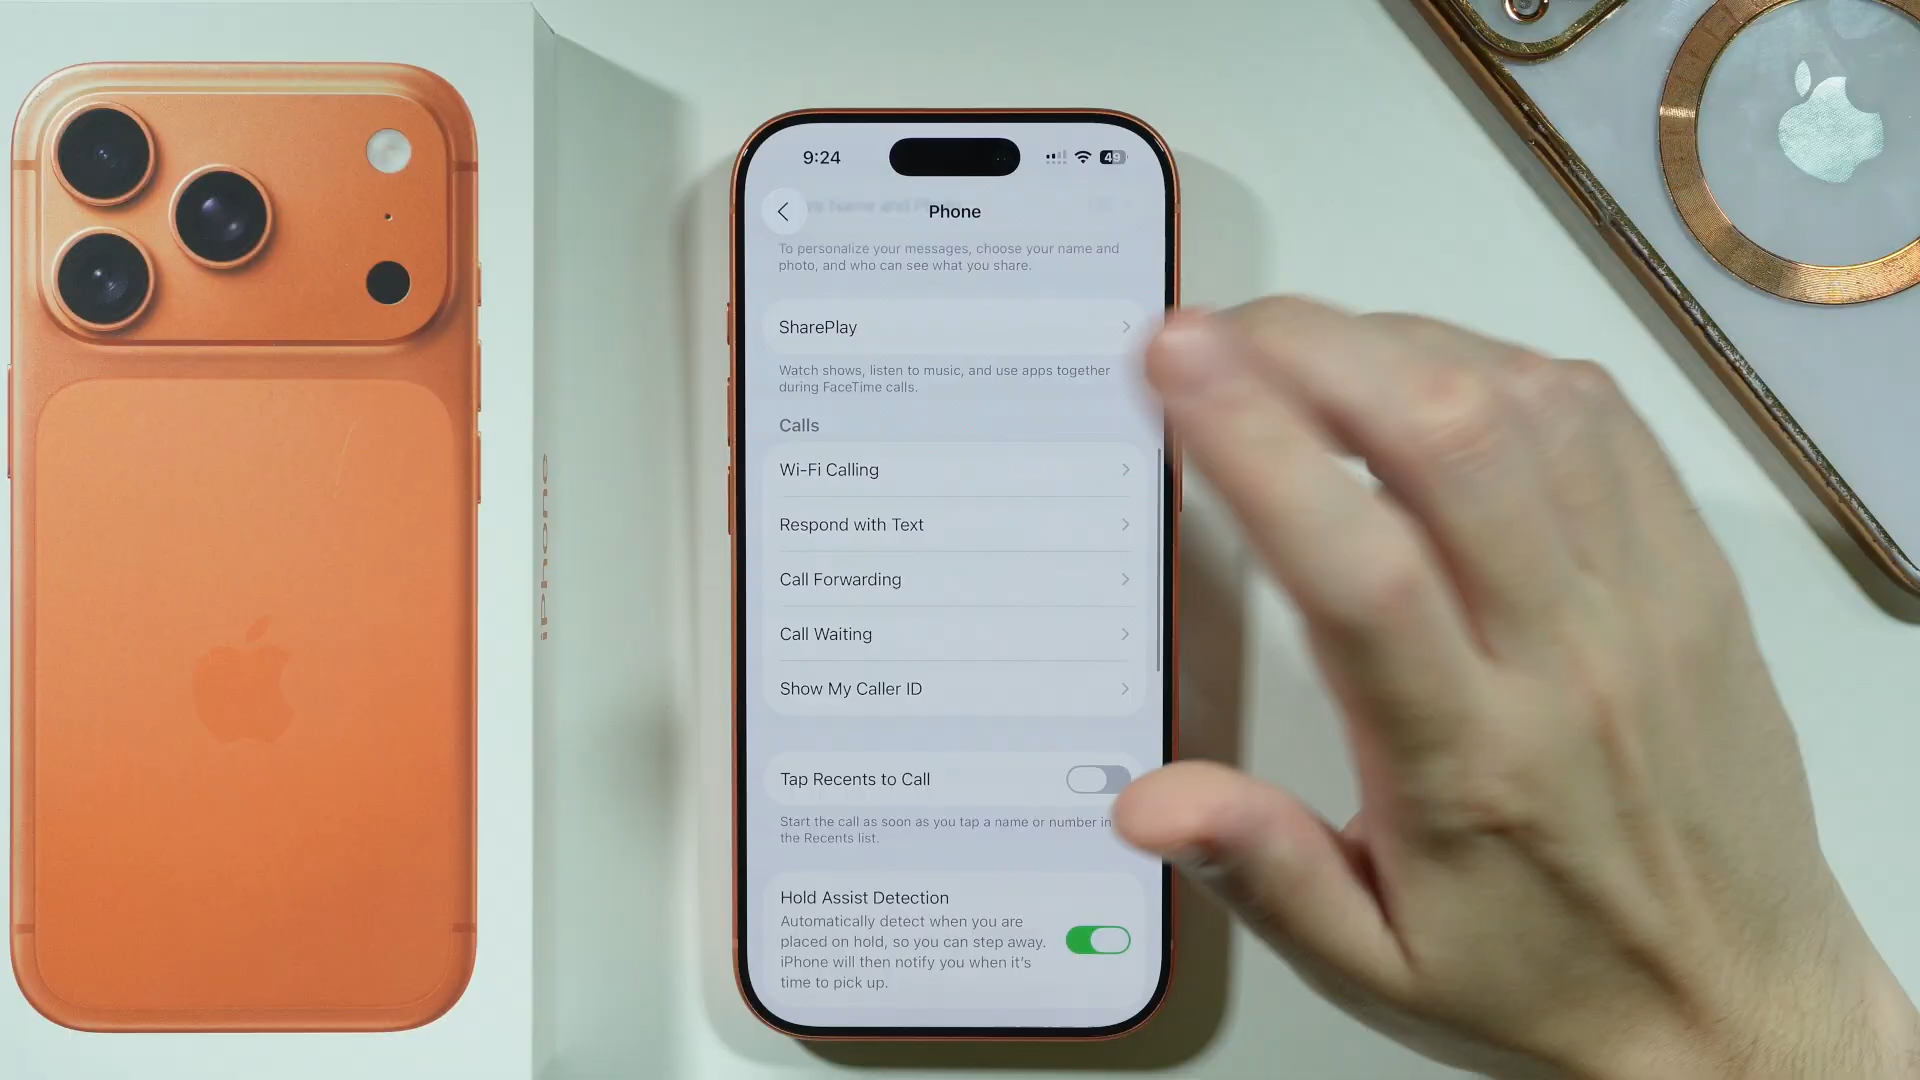 iPhone
9:24
49
Phone
To personalize your messages, choose your name and
photo, and who can see what you share.
SharePlay
Watch shows, listen to music, and use apps together
during FaceTime calls.
Calls
Wi-Fi Calling
Respond with Text
Call Forwarding
Call Waiting
Show My Caller ID
Tap Recents to Call
Start the call as soon as you tap a name or number in
the Recents list.
Hold Assist Detection
Automatically detect when you are
placed on hold, so you can step away.
iPhone will then notify you when it's
time to pick up.